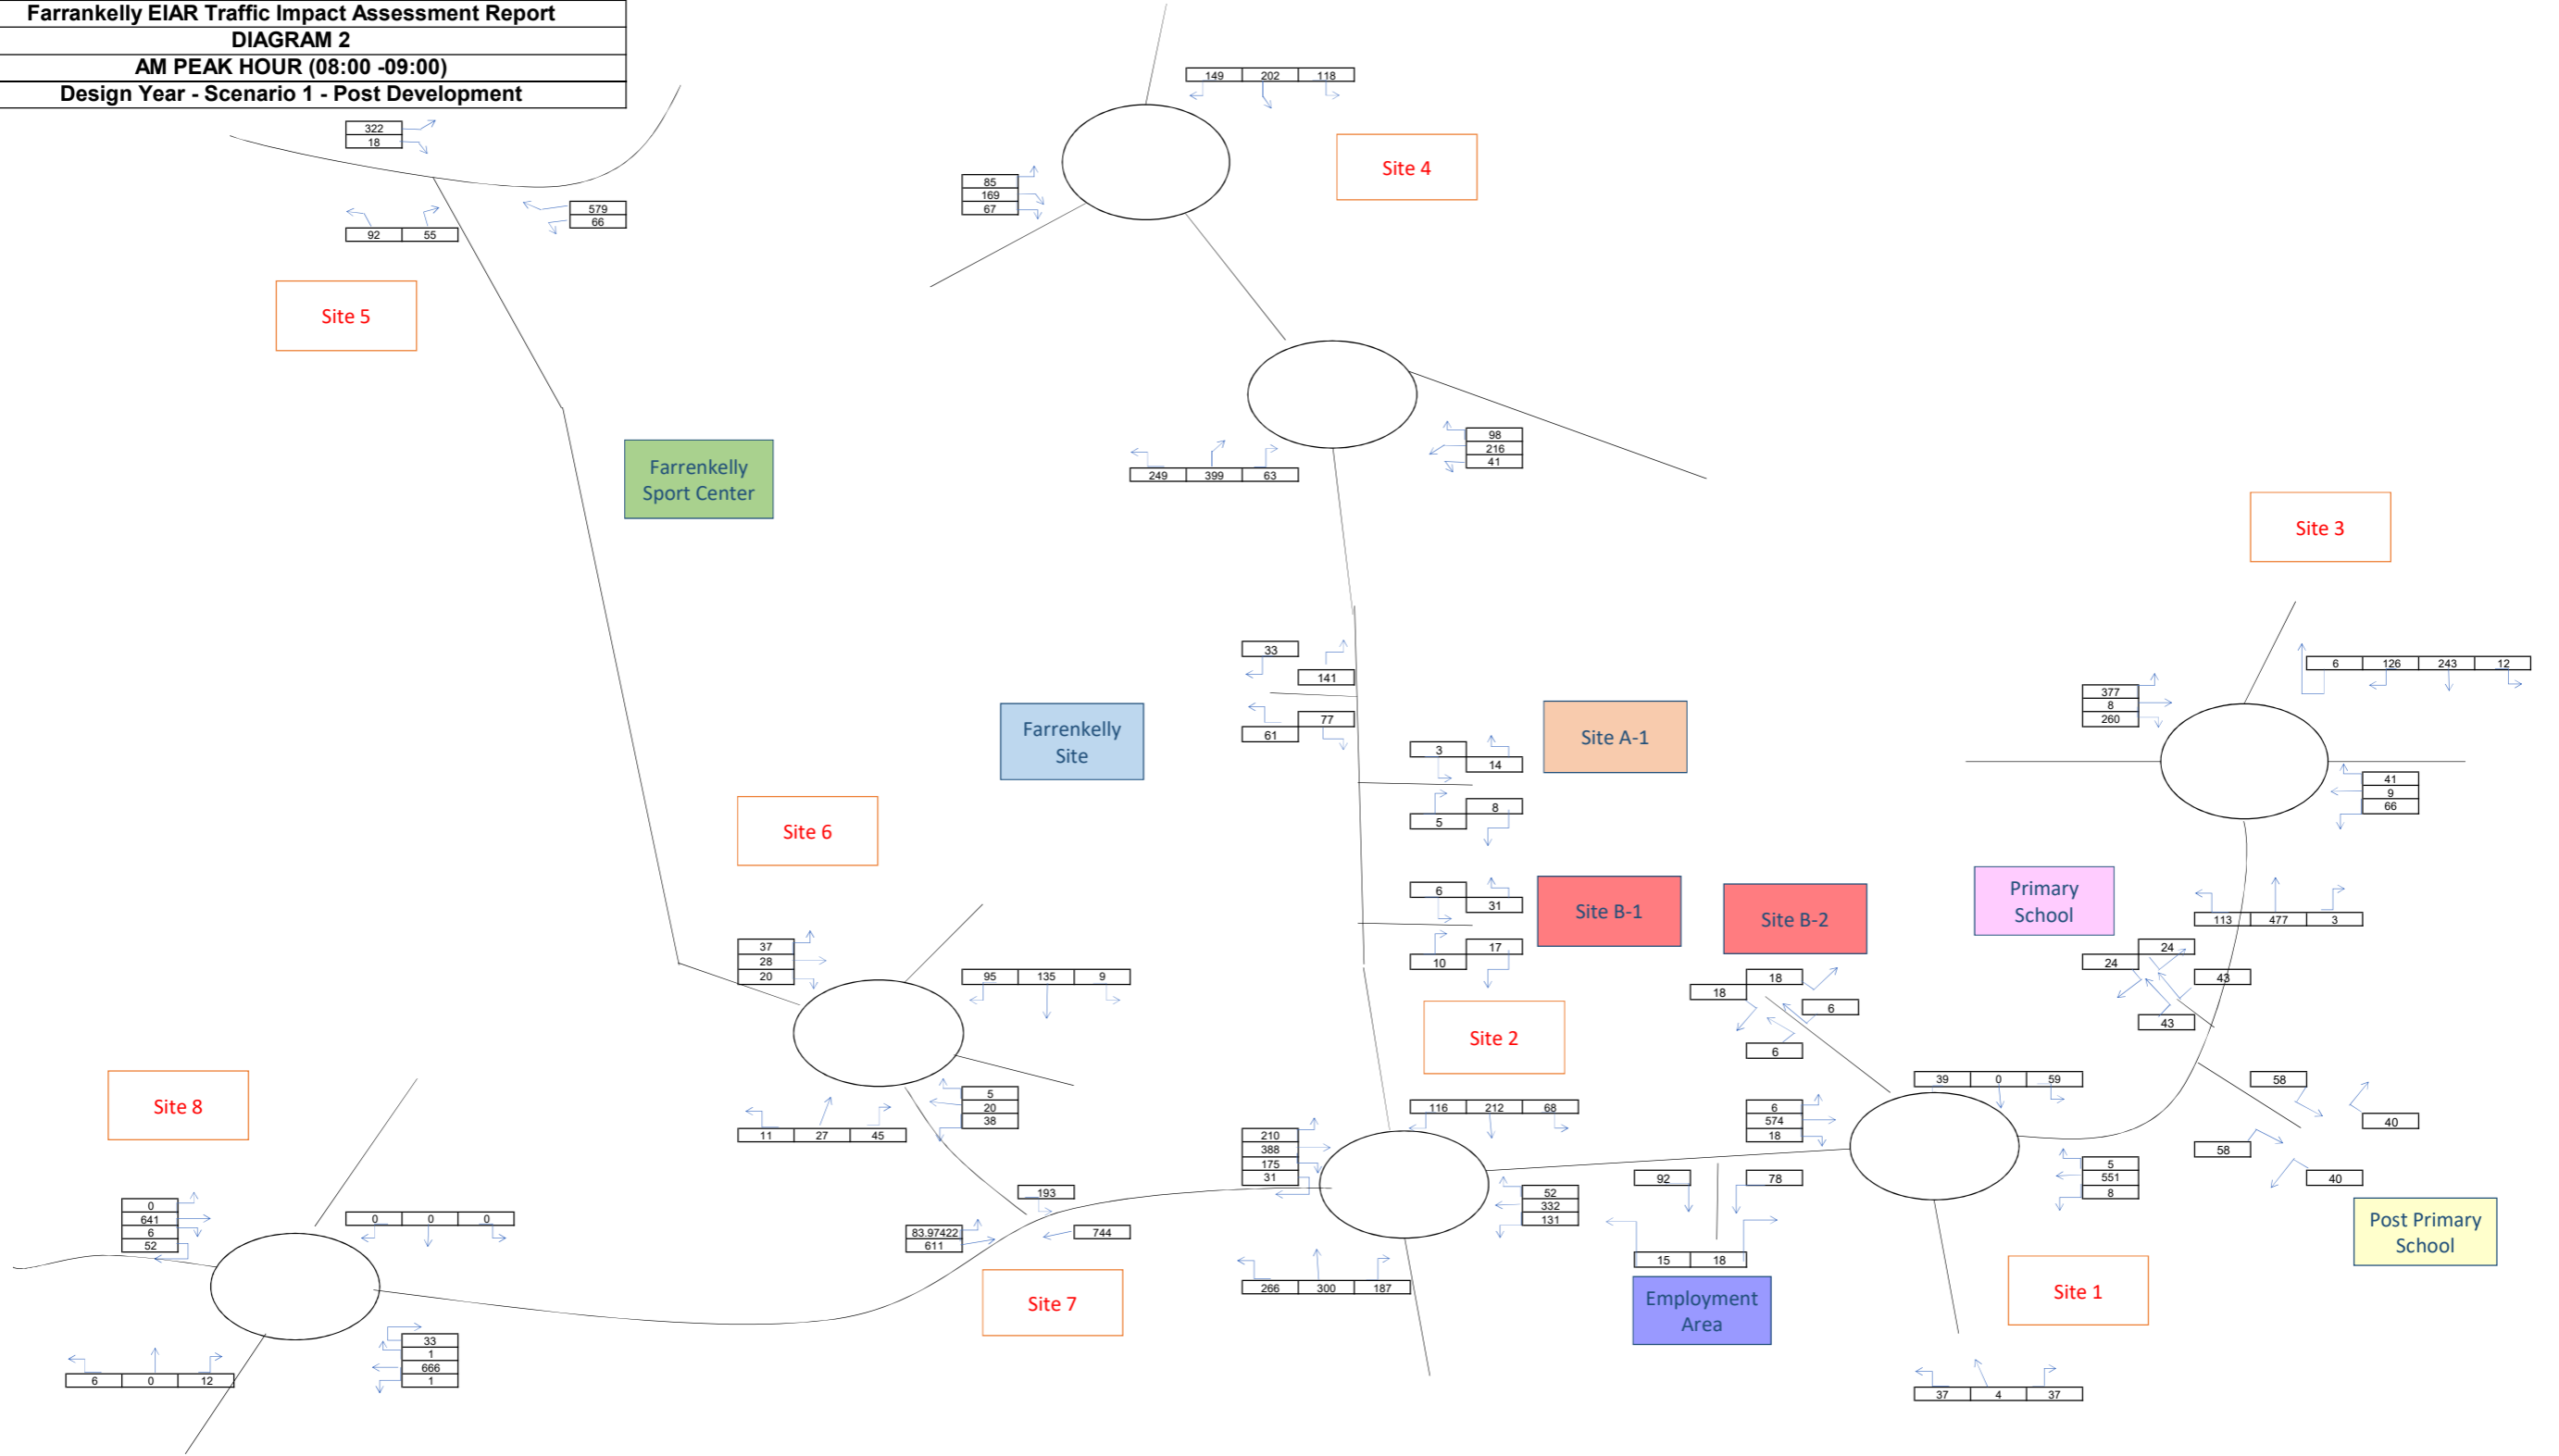 Farrankelly EIAR Traffic Impact Assessment Report
DIAGRAM 2
AM PEAK HOUR (08:00 -09:00)
Design Year - Scenario 1 - Post Development
149 202 118
322
18
Site 4
85
169
67
579
66
92 55
Site 5
98
216
41
249 399 63
Farrenkelly
Sport Center
Site 3
33
141
6 126 243 12
377
8
260
Farrenkelly
Site
77
61
Site A-1
3
14
41
9
66
8
5
Site 6
6
31
Site B-1
Site B-2
Primary
School
113 477 3
17
10
37
28
20
95 135 9
24
24
43
43
18
18
6
6
Site 2
Site 8
5
20
38
11 27 45
116 212 68
39 0 59
58
40
58
40
210
388
175
31
6
574
18
5
551
8
193
83.97422
611
744
52
332
131
92
78
0
641
6
52
0 0 0
Post Primary
School
15 18
266 300 187
Site 7
Employment
Area
Site 1
33
1
666
1
6 0 12
37 4 37